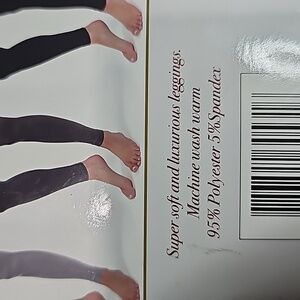 Super soft and luxurious leggings.
Machine wash warm
95% Polyester 5%Spandex